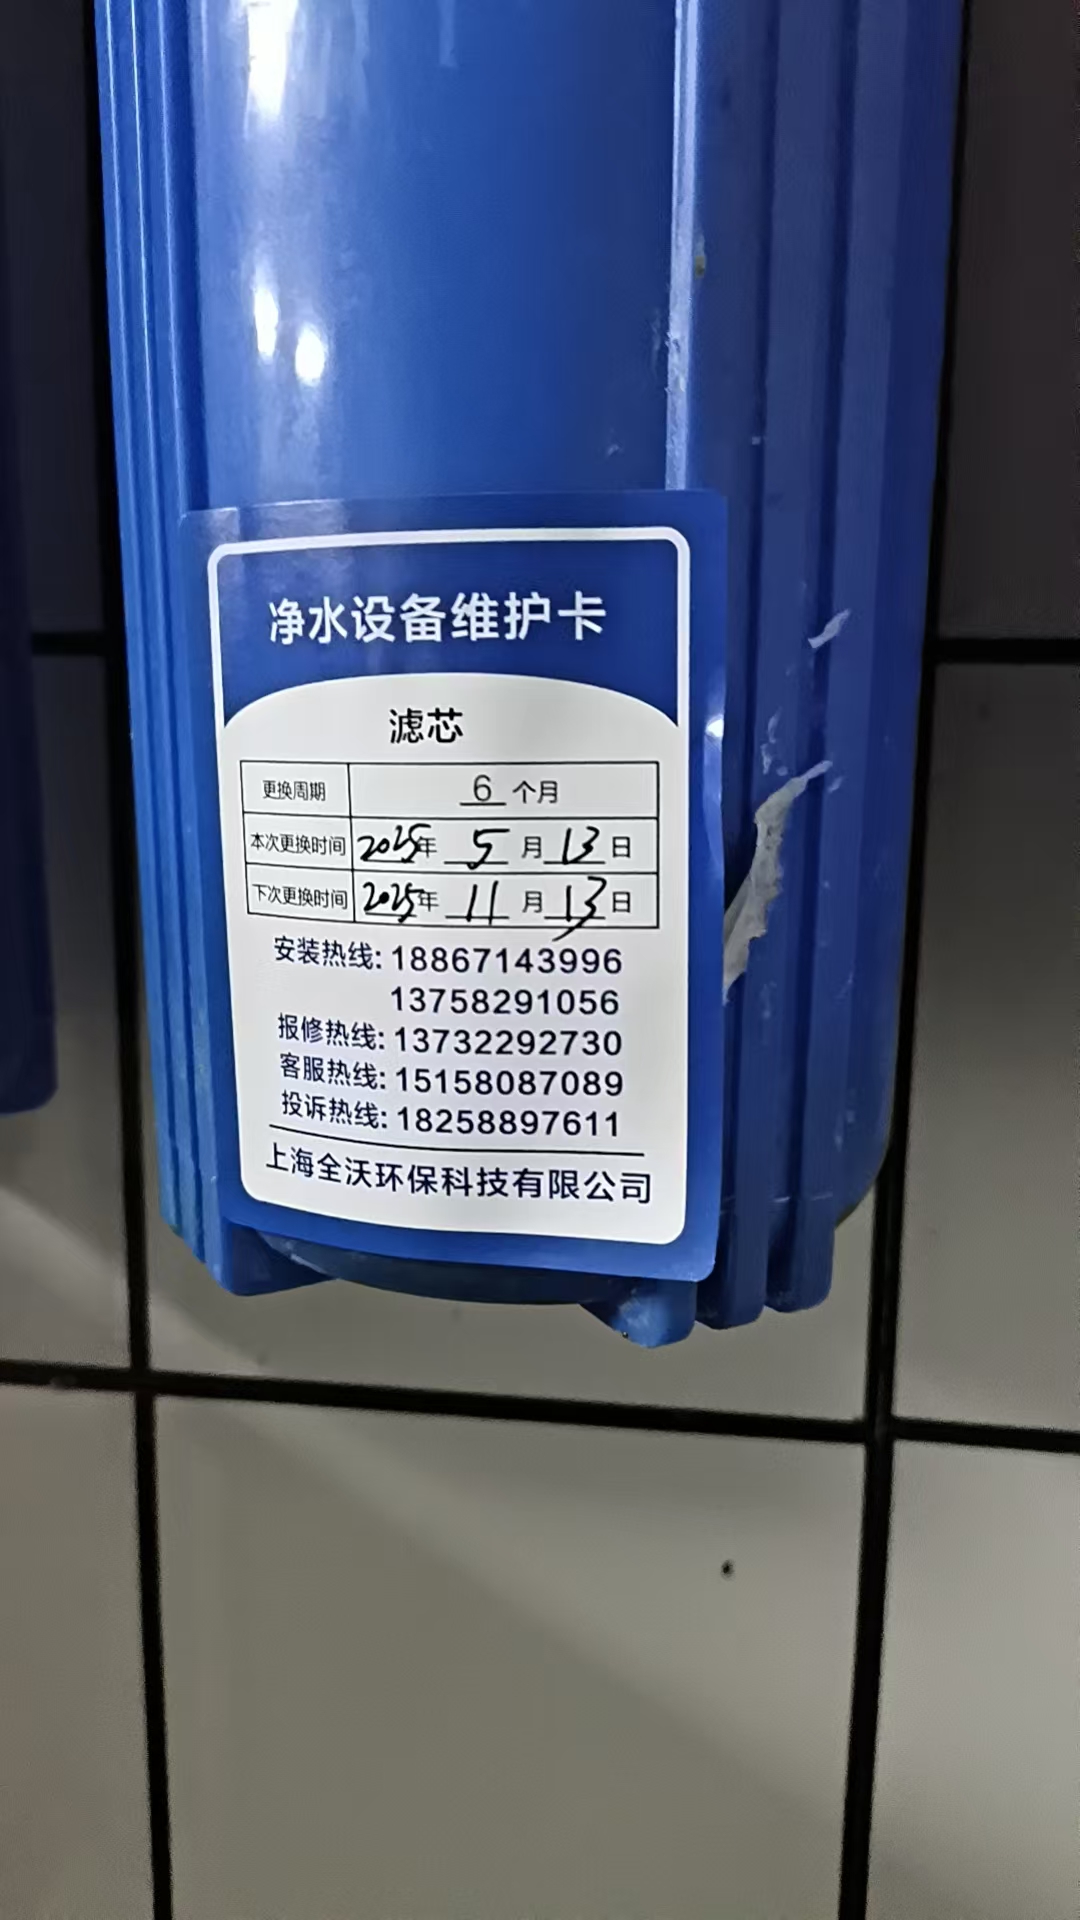 净水设备维护卡
滤芯
更换周期 6 个月
本次更换时间 2025年 5 月 13 日
下次更换时间 2025年 11 月 13 日
安装热线: 18867143996
13758291056
报修热线: 13732292730
客服热线: 15158087089
投诉热线: 18258897611
上海全沃环保科技有限公司